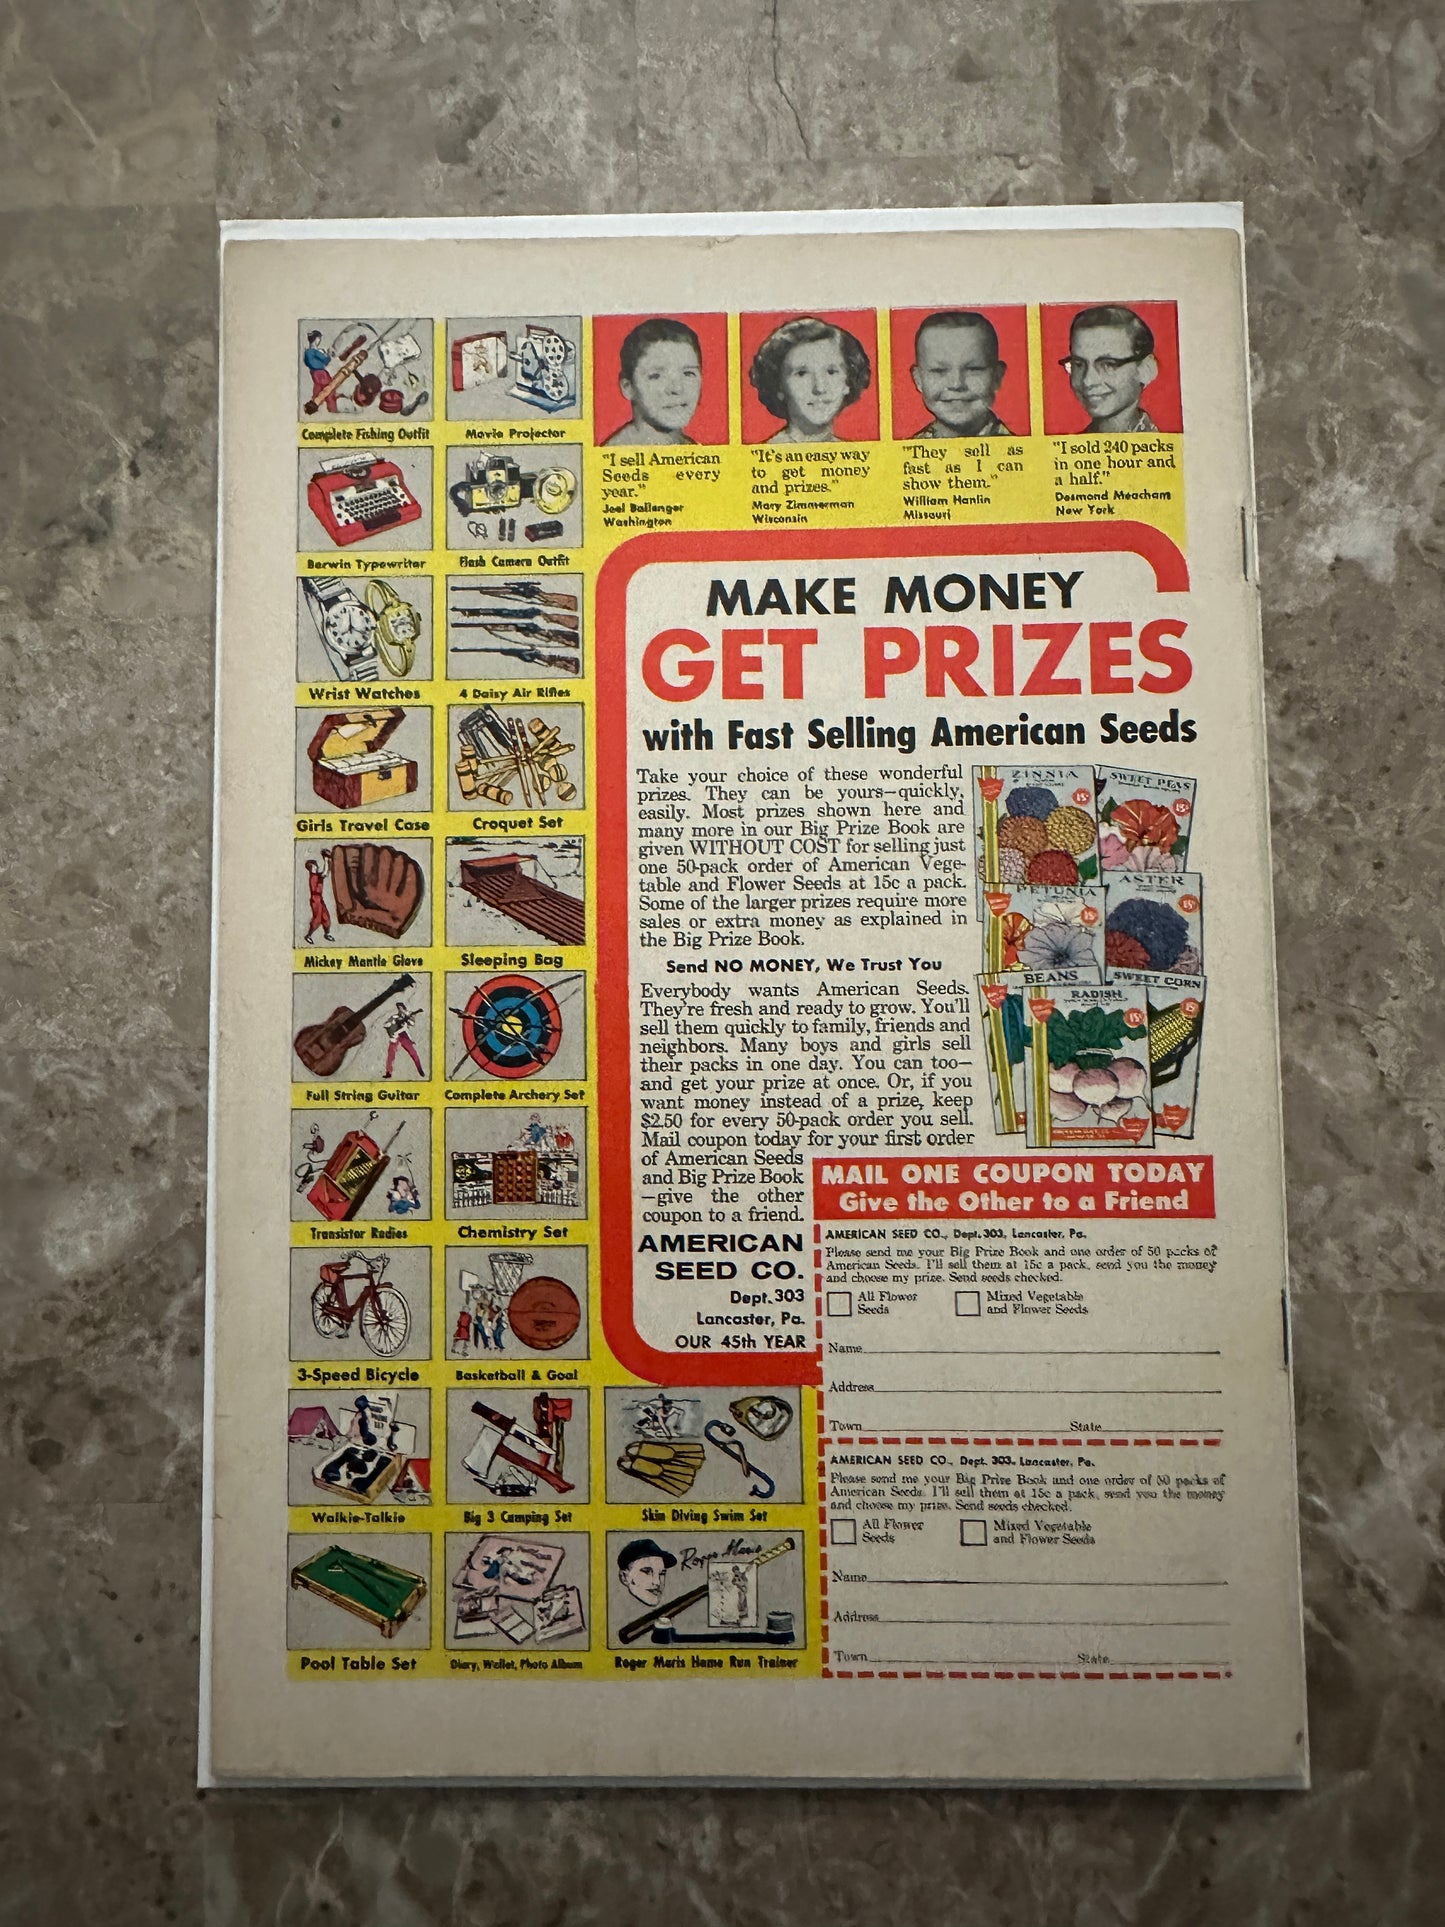 Complete Fishing Outfit
Movie Projector
Berwin Typewriter
Flash Camera Outfit
Wrist Watches
4 Daisy Air Rifles
Girls Travel Case
Croquet Set
Mickey Mantle Glove
Sleeping Bag
Full String Guitar
Complete Archery Set
Transistor Radios
Chemistry Set
3-Speed Bicycle
Basketball & Goal
Walkie-Talkie
Big 3 Camping Set
Skin Diving Swim Set
Pool Table Set
Diary, Wallet, Photo Album
Roger Maris
Roger Maris Home Run Trainer
"I sell American
Seeds every
year."
Joel Ballenger
Washington
"It's an easy way
to get money
and prizes."
Mary Zimmerman
Wisconsin
"They sell as
fast as I can
show them."
William Hanlin
Missouri
"I sold 240 packs
in one hour and
a half."
Desmond Meacham
New York
MAKE MONEY
GET PRIZES
with Fast Selling American Seeds
Take your choice of these wonderful
prizes. They can be yours—quickly,
easily. Most prizes shown here and
many more in our Big Prize Book are
given WITHOUT COST for selling just
one 50-pack order of American Vege-
table and Flower Seeds at 15c a pack.
Some of the larger prizes require more
sales or extra money as explained in
the Big Prize Book.
Send NO MONEY, We Trust You
Everybody wants American Seeds.
They're fresh and ready to grow. You'll
sell them quickly to family, friends and
neighbors. Many boys and girls sell
their packs in one day. You can too—
and get your prize at once. Or, if you
want money instead of a prize, keep
$2.50 for every 50-pack order you sell.
Mail coupon today for your first order
of American Seeds
and Big Prize Book
—give the other
coupon to a friend.
AMERICAN
SEED CO.
Dept. 303
Lancaster, Pa.
OUR 45th YEAR
ZINNIA
15¢
SWEET PEAS
15¢
PETUNIA
15¢
ASTER
15¢
BEANS
SWEET CORN
15¢
RADISH
15¢
MAIL ONE COUPON TODAY
Give the Other to a Friend
AMERICAN SEED CO., Dept. 303, Lancaster, Pa.
Please send me your Big Prize Book and one order of 50 packs of
American Seeds. I'll sell them at 15c a pack, send you the money
and choose my prize. Send seeds checked.
All Flower
Seeds
Mixed Vegetable
and Flower Seeds
Name
Address
Town State
AMERICAN SEED CO., Dept. 303, Lancaster, Pa.
Please send me your Big Prize Book and one order of 50 packs of
American Seeds. I'll sell them at 15c a pack, send you the money
and choose my prize. Send seeds checked.
All Flower
Seeds
Mixed Vegetable
and Flower Seeds
Name
Address
Town State